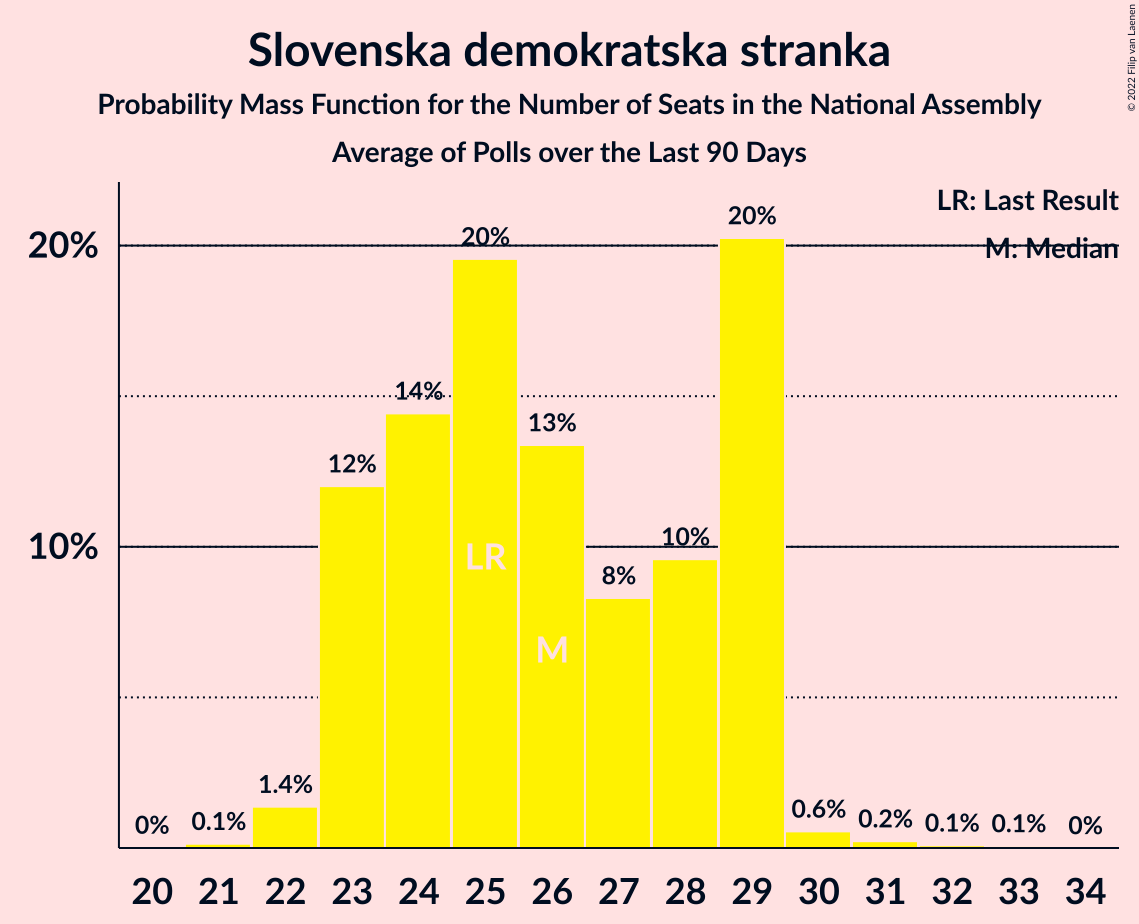 Slovenska demokratska stranka
Probability Mass Function for the Number of Seats in the National Assembly
Average of Polls over the Last 90 Days
© 2022 Filip van Laenen
LR: Last Result
M: Median
20%
10%
0%
0.1%
1.4%
12%
14%
20%
13%
8%
10%
20%
0.6%
0.2%
0.1%
0.1%
0%
LR
M
20 21 22 23 24 25 26 27 28 29 30 31 32 33 34